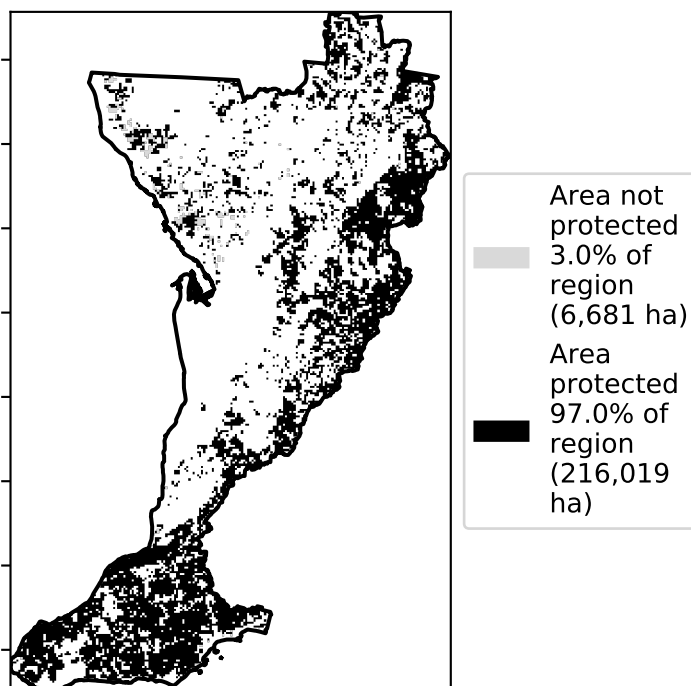 Area not
protected
3.0% of
region
(6,681 ha)
Area
protected
97.0% of
region
(216,019
ha)